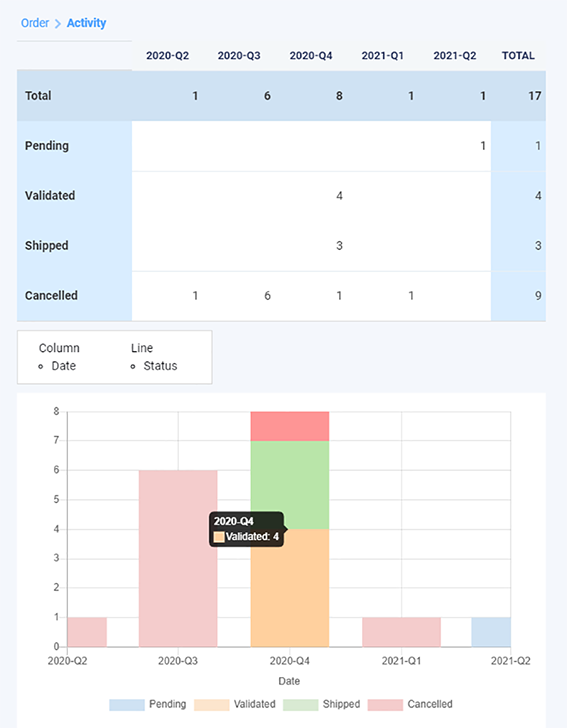 Order > Activity
2020-Q2 2020-Q3 2020-Q4 2021-Q1 2021-Q2 TOTAL
Total 1 6 8 1 1 17
Pending 1 1
Validated 4 4
Shipped 3 3
Cancelled 1 6 1 1 9
Column Line
Date Status
8
7
6
5
4
3
2
1
0
2020-Q4
Validated: 4
2020-Q2 2020-Q3 2020-Q4 2021-Q1 2021-Q2
Date
Pending Validated Shipped Cancelled